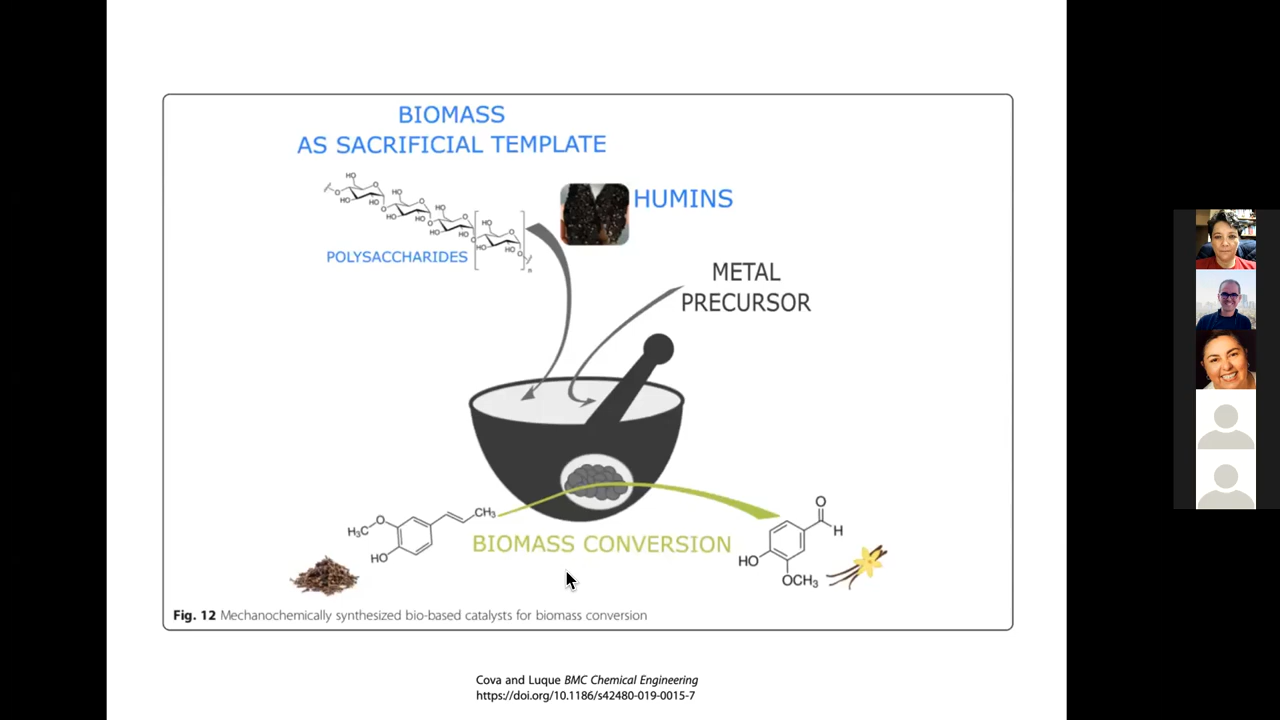 BIOMASS
AS SACRIFICIAL TEMPLATE
HUMINS
POLYSACCHARIDES
METAL
PRECURSOR
H₃C
O
HO
CH₃
BIOMASS CONVERSION
O
H
HO
OCH₃
Fig. 12 Mechanochemically synthesized bio-based catalysts for biomass conversion
Cova and Luque BMC Chemical Engineering
https://doi.org/10.1186/s42480-019-0015-7